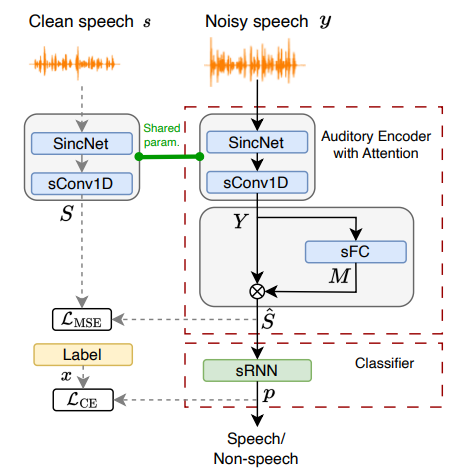 Clean speech s
Noisy speech y
SincNet
sConv1D
Shared
param.
SincNet
sConv1D
Auditory Encoder
with Attention
S
Y
sFC
M
⊗
ℒMSE
Ŝ
Label
x
ℒCE
sRNN
Classifier
p
Speech/
Non-speech